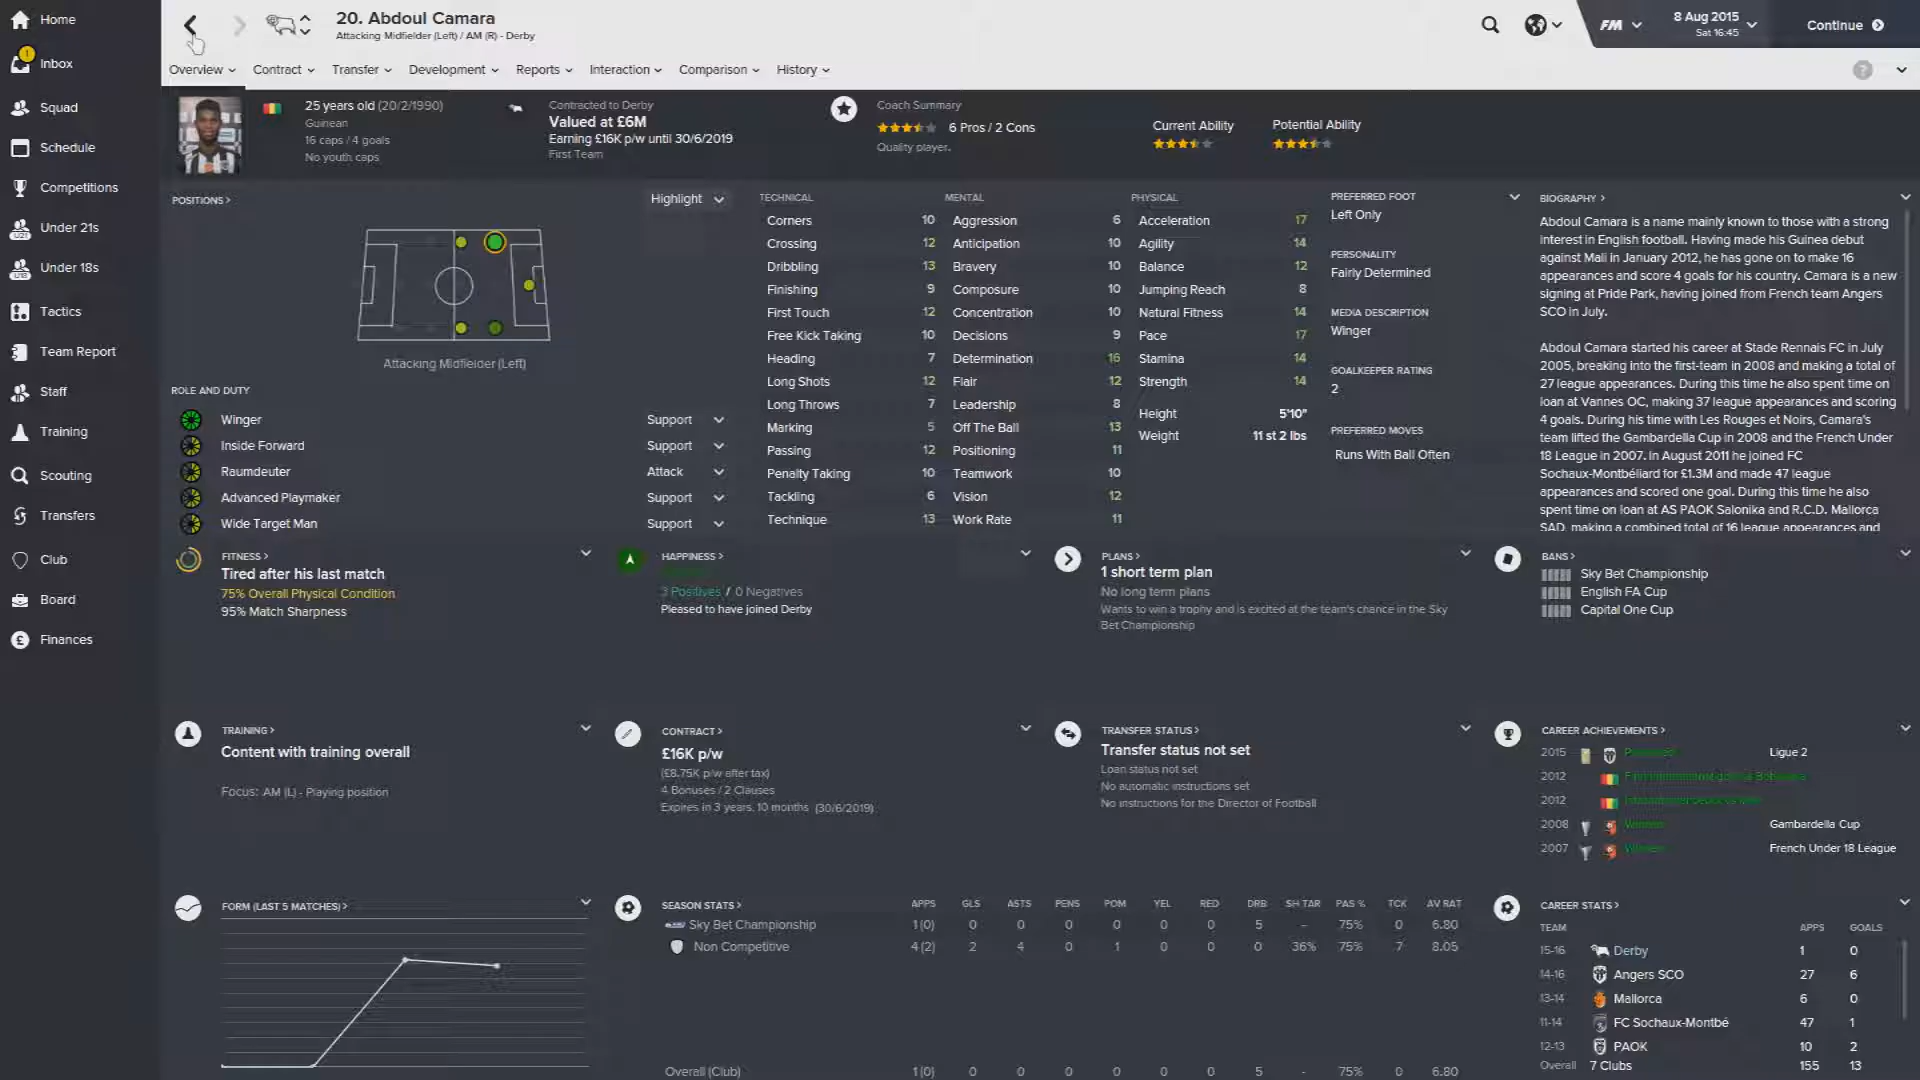 Home
Inbox
Squad
Schedule
Competitions
Under 21s
Under 18s
Tactics
Team Report
Staff
Training
Scouting
Transfers
Club
Board
Finances
20. Abdoul Camara
Attacking Midfielder (Left) / AM (R) - Derby
FM
8 Aug 2015
Sat 16:45
Continue
Overview Contract Transfer Development Reports Interaction Comparison History
25 years old (20/2/1990)
Guinean
16 caps / 4 goals
No youth caps
Contracted to Derby
Valued at £6M
Earning £16K p/w until 30/6/2019
First Team
Coach Summary
6 Pros / 2 Cons
Quality player.
Current Ability
Potential Ability
POSITIONS >
Highlight
Attacking Midfielder (Left)
ROLE AND DUTY
Winger Support
Inside Forward Support
Raumdeuter Attack
Advanced Playmaker Support
Wide Target Man Support
TECHNICAL
Corners 10
Crossing 12
Dribbling 13
Finishing 9
First Touch 12
Free Kick Taking 10
Heading 7
Long Shots 12
Long Throws 7
Marking 5
Passing 12
Penalty Taking 10
Tackling 6
Technique 13
MENTAL
Aggression 6
Anticipation 10
Bravery 10
Composure 10
Concentration 10
Decisions 9
Determination 16
Flair 12
Leadership 8
Off The Ball 13
Positioning 11
Teamwork 10
Vision 12
Work Rate 11
PHYSICAL
Acceleration 17
Agility 14
Balance 12
Jumping Reach 8
Natural Fitness 14
Pace 17
Stamina 14
Strength 14
Height 5'10"
Weight 11 st 2 lbs
PREFERRED FOOT
Left Only
PERSONALITY
Fairly Determined
MEDIA DESCRIPTION
Winger
GOALKEEPER RATING
2
PREFERRED MOVES
Runs With Ball Often
BIOGRAPHY >
Abdoul Camara is a name mainly known to those with a strong
interest in English football. Having made his Guinea debut
against Mali in January 2012, he has gone on to make 16
appearances and score 4 goals for his country. Camara is a new
signing at Pride Park, having joined from French team Angers
SCO in July.
Abdoul Camara started his career at Stade Rennais FC in July
2005, breaking into the first-team in 2008 and making a total of
27 league appearances. During this time he also spent time on
loan at Vannes OC, making 37 league appearances and scoring
4 goals. During his time with Les Rouges et Noirs, Camara's
team lifted the Gambardella Cup in 2008 and the French Under
18 League in 2007. In August 2011 he joined FC
Sochaux-Montbéliard for £1.3M and made 47 league
appearances and scored one goal. During this time he also
spent time on loan at AS PAOK Salonika and R.C.D. Mallorca
SAD, making a combined total of 16 league appearances and
FITNESS >
Tired after his last match
75% Overall Physical Condition
95% Match Sharpness
HAPPINESS >
3 Positives / 0 Negatives
Pleased to have joined Derby
PLANS >
1 short term plan
No long term plans
Wants to win a trophy and is excited at the team's chance in the Sky
Bet Championship
BANS >
Sky Bet Championship
English FA Cup
Capital One Cup
TRAINING >
Content with training overall
Focus: AM (L) - Playing position
CONTRACT >
£16K p/w
(£8.75K p/w after tax)
4 Bonuses / 2 Clauses
Expires in 3 years, 10 months (30/6/2019)
TRANSFER STATUS >
Transfer status not set
Loan status not set
No automatic instructions set
No instructions for the Director of Football
CAREER ACHIEVEMENTS >
2015 Ligue 2
2012
2012
2008 Winner Gambardella Cup
2007 Winner French Under 18 League
FORM (LAST 5 MATCHES) >
SEASON STATS > APPS GLS ASTS PENS POM YEL RED DRB SH TAR PAS % TCK AV RAT
Sky Bet Championship 1 (0) 0 0 0 0 0 0 5 - 75% 0 6.80
Non Competitive 4 (2) 2 4 0 1 0 0 0 36% 75% 7 8.05
Overall (Club) 1 (0) 0 0 0 0 0 0 5 - 75% 0 6.80
CAREER STATS >
TEAM APPS GOALS
15-16 Derby 1 0
14-16 Angers SCO 27 6
13-14 Mallorca 6 0
11-14 FC Sochaux-Montbé 47 1
12-13 PAOK 10 2
Overall 7 Clubs 155 13